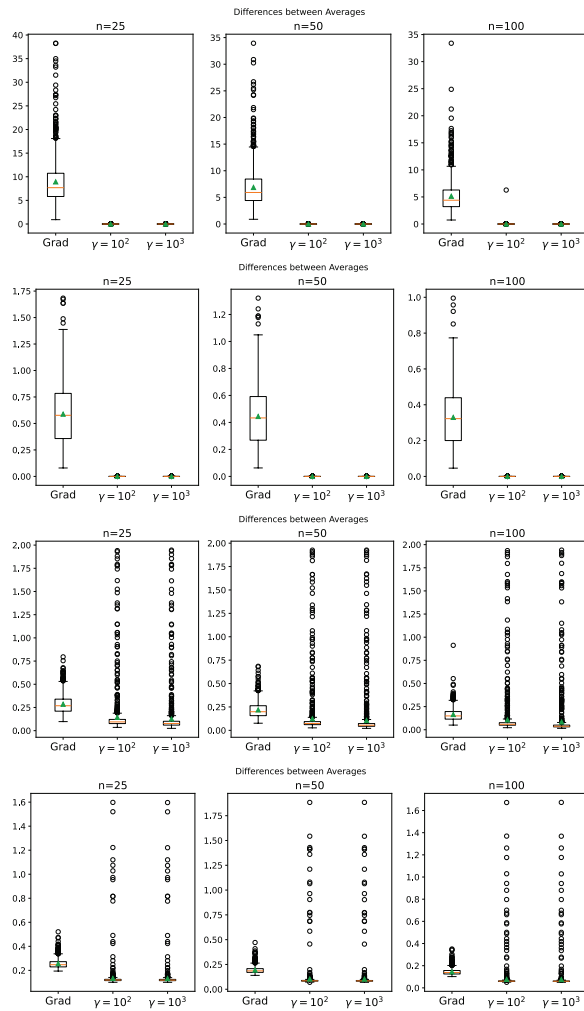 Differences between Averages
n=25 n=50 n=100
40 35 30 25 20 15 10 5 0
35 30 25 20 15 10 5 0
35 30 25 20 15 10 5 0
Grad γ = 10² γ = 10³ Grad γ = 10² γ = 10³ Grad γ = 10² γ = 10³
Differences between Averages
n=25 n=50 n=100
1.75 1.50 1.25 1.00 0.75 0.50 0.25 0.00
1.2 1.0 0.8 0.6 0.4 0.2 0.0
1.0 0.8 0.6 0.4 0.2 0.0
Grad γ = 10² γ = 10³ Grad γ = 10² γ = 10³ Grad γ = 10² γ = 10³
Differences between Averages
n=25 n=50 n=100
2.00 1.75 1.50 1.25 1.00 0.75 0.50 0.25 0.00
2.00 1.75 1.50 1.25 1.00 0.75 0.50 0.25 0.00
2.00 1.75 1.50 1.25 1.00 0.75 0.50 0.25 0.00
Grad γ = 10² γ = 10³ Grad γ = 10² γ = 10³ Grad γ = 10² γ = 10³
Differences between Averages
n=25 n=50 n=100
1.6 1.4 1.2 1.0 0.8 0.6 0.4 0.2
1.75 1.50 1.25 1.00 0.75 0.50 0.25 0.00
1.6 1.4 1.2 1.0 0.8 0.6 0.4 0.2 0.0
Grad γ = 10² γ = 10³ Grad γ = 10² γ = 10³ Grad γ = 10² γ = 10³